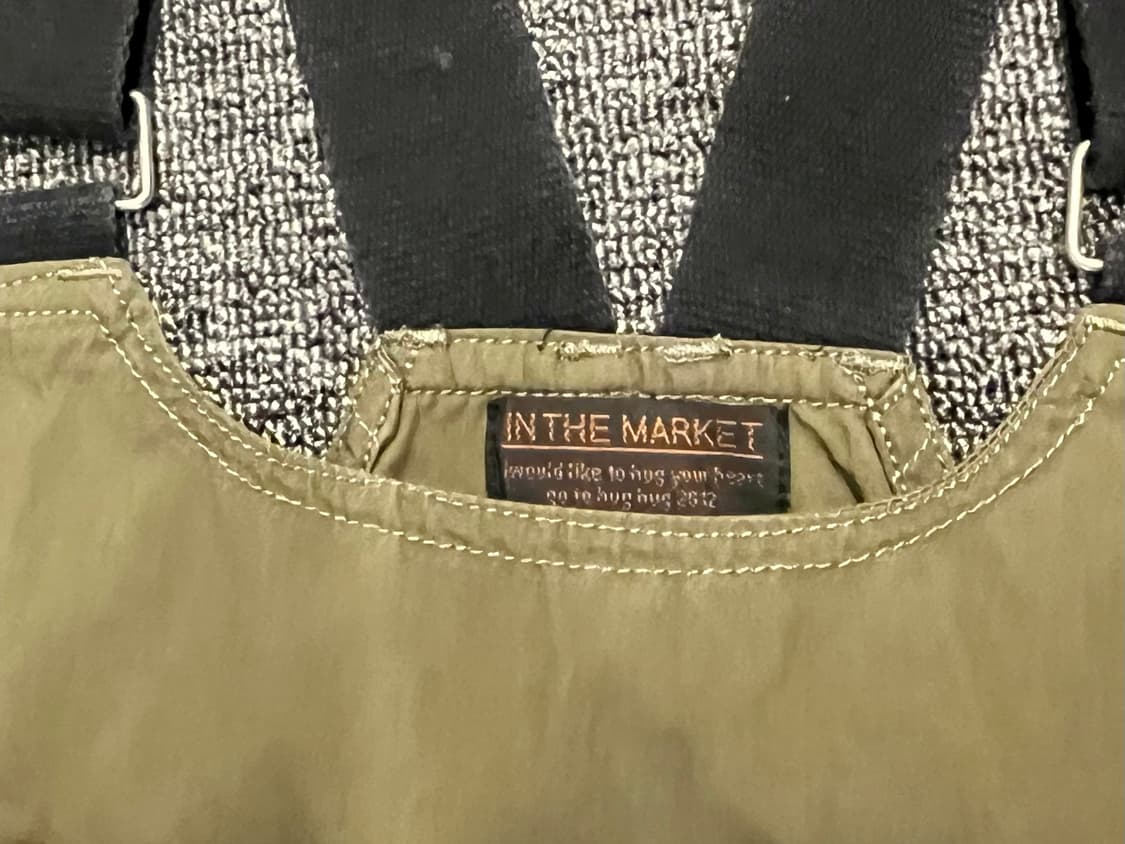 IN THE MARKET
would like to hug your heart
go to hug hug 2012